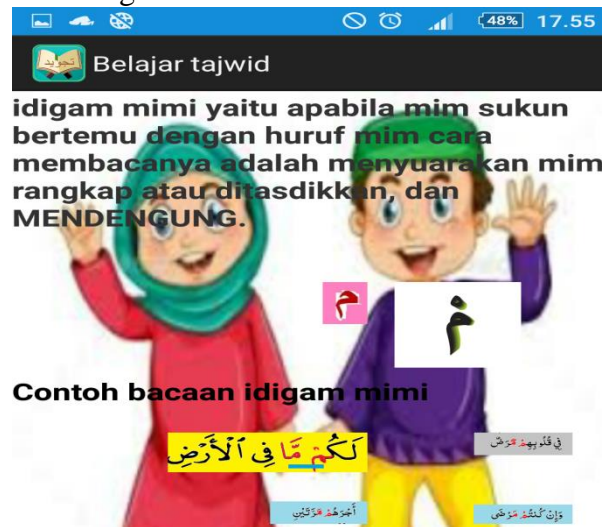 48% 17.55
Belajar tajwid
idigam mimi yaitu apabila mim sukun
bertemu dengan huruf mim cara
membacanya adalah menyuarakan mim
rangkap atau ditasdikkan, dan
MENDENGUNG.
م مْ
Contoh bacaan idigam mimi
لَكُمْ مَّا فِي ٱلْأَرْضِ
فِي قُلُوبِهِمْ مَرَضٌ
أَجْرَهُمْ مَرَّتَيْنِ
وَإِنْ كُنْتُمْ مَرْضَى